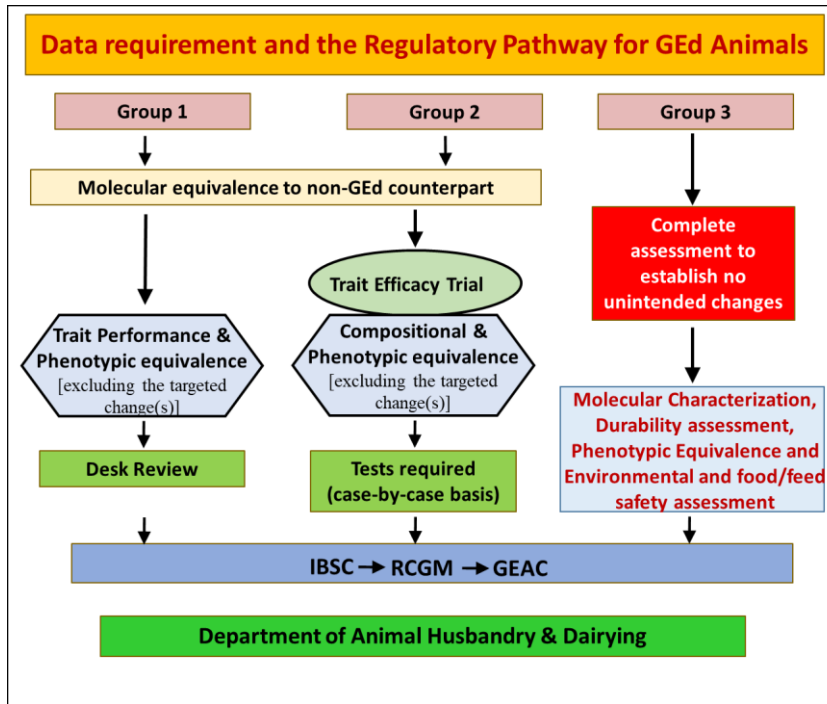 Data requirement and the Regulatory Pathway for GEd Animals
Group 1
Group 2
Group 3
Molecular equivalence to non-GEd counterpart
Complete
assessment to
establish no
unintended changes
Trait Efficacy Trial
Trait Performance &
Phenotypic equivalence
[excluding the targeted
change(s)]
Compositional &
Phenotypic equivalence
[excluding the targeted
change(s)]
Molecular Characterization,
Durability assessment,
Phenotypic Equivalence and
Environmental and food/feed
safety assessment
Desk Review
Tests required
(case-by-case basis)
IBSC → RCGM → GEAC
Department of Animal Husbandry & Dairying